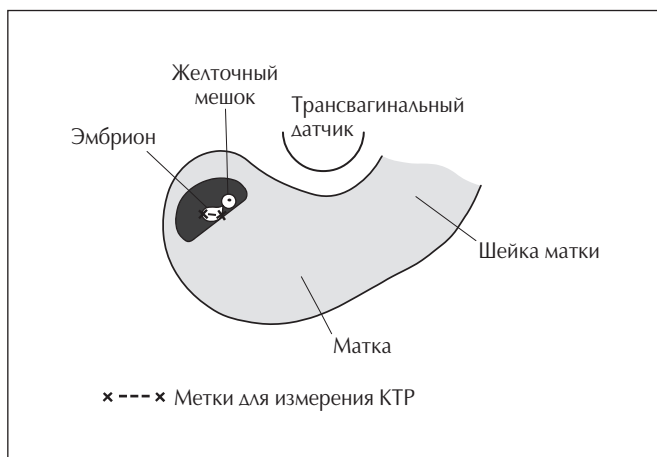 Желточный
мешок
Трансвагинальный
датчик
Эмбрион
Шейка матки
Матка
Метки для измерения КТР